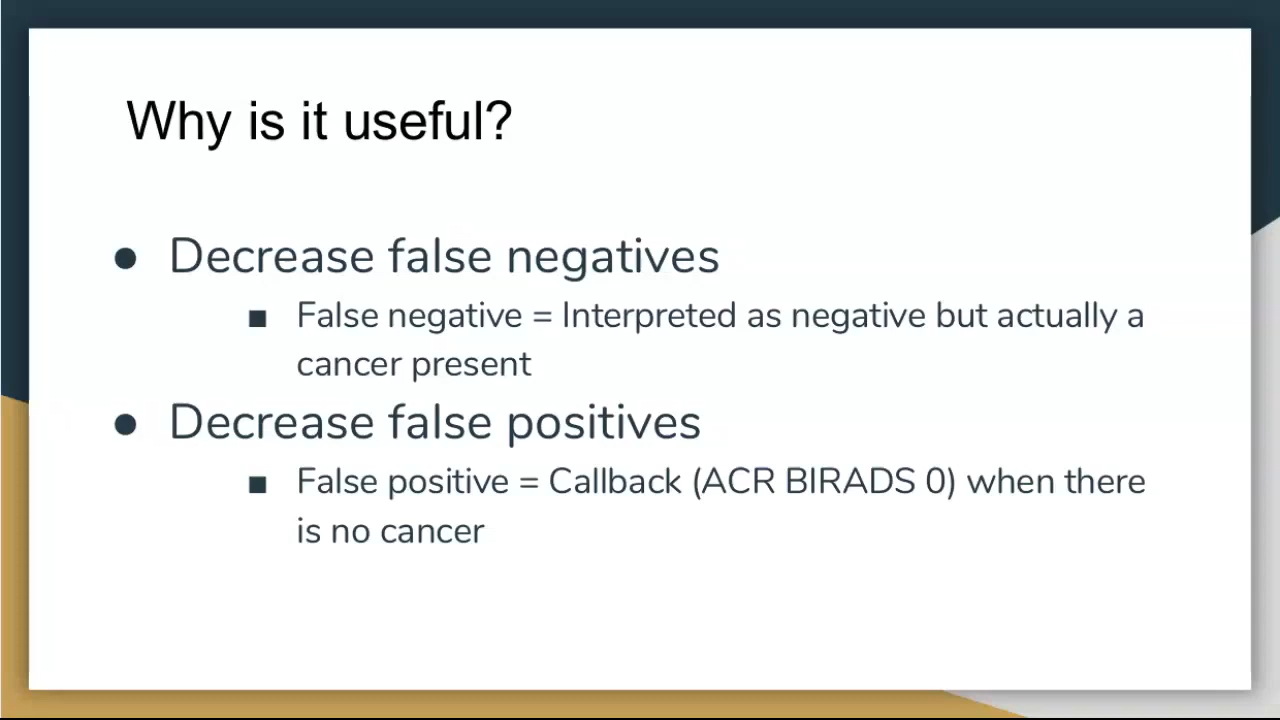 Why is it useful?
● Decrease false negatives
■ False negative = Interpreted as negative but actually a
cancer present
● Decrease false positives
■ False positive = Callback (ACR BIRADS 0) when there
is no cancer